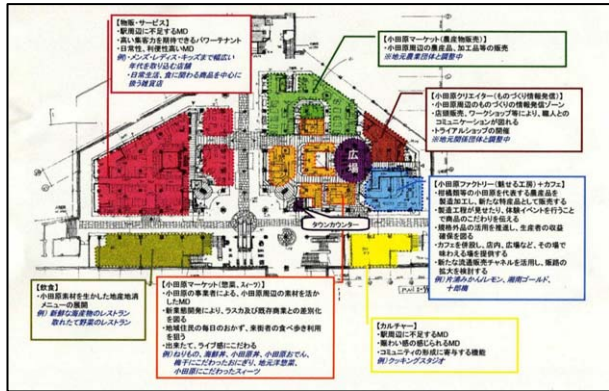 【物販・サービス】
・駅周辺に不足するMD
・高い集客力を期待できるパワーテナント
・日常性、利便性高いMD
例）・メンズ・レディス・キッズまで幅広い
年代を取り込む店舗
・日常生活、食に関わる商品を中心に
扱う雑貨店
【小田原マーケット（農産物販売）】
・小田原周辺の農産品、加工品等の販売
※地元農業団体と調整中
【小田原クリエイター（ものづくり情報発信）】
・小田原周辺のものづくりの情報発信ゾーン
・店頭販売、ワークショップ等により、職人との
コミュニケーションが図れる
・トライアルショップの開催
※地元関係団体と調整中
広場
【小田原ファクトリー（魅せる工房）＋カフェ】
・柑橘類等の小田原を代表する農産品を
製造加工し、新たな特産品として販売する
・製造工程が見せたり、体験イベントを行うこと
で商品のこだわりを伝える
・規格外品の活用を推進し、生産者の収益
確保を図る
・カフェを併設し、店内、広場など、その場で
味わえる場を提供する
・新たな流通販売チャンネルを活用し、販路の
拡大を検討する
例）・片浦みかん/レモン、湘南ゴールド、
十郎梅
タウンカウンター
【飲食】
・小田原素材を生かした地産地消
メニューの展開
例）新鮮な海産物のレストラン
取れたて野菜のレストラン
【小田原マーケット（惣菜、スィーツ）】
・小田原の事業者による、小田原周辺の素材を活か
したMD
・新業態開発により、ラスカ及び既存商業との差別化
を図る
・地域住民の毎日のおかず、来街者の食べ歩き利用
を狙う
・出来たて、ライブ感にこだわる
例）ねりもの、海鮮丼、小田原丼、小田原おでん、
梅干にこだわったおにぎり、地元洋惣菜、
小田原にこだわったスィーツ
【カルチャー】
・駅周辺に不足するMD
・賑わい感の感じられるMD
・コミュニティの形成に寄与する機能
例）クッキングスタジオ